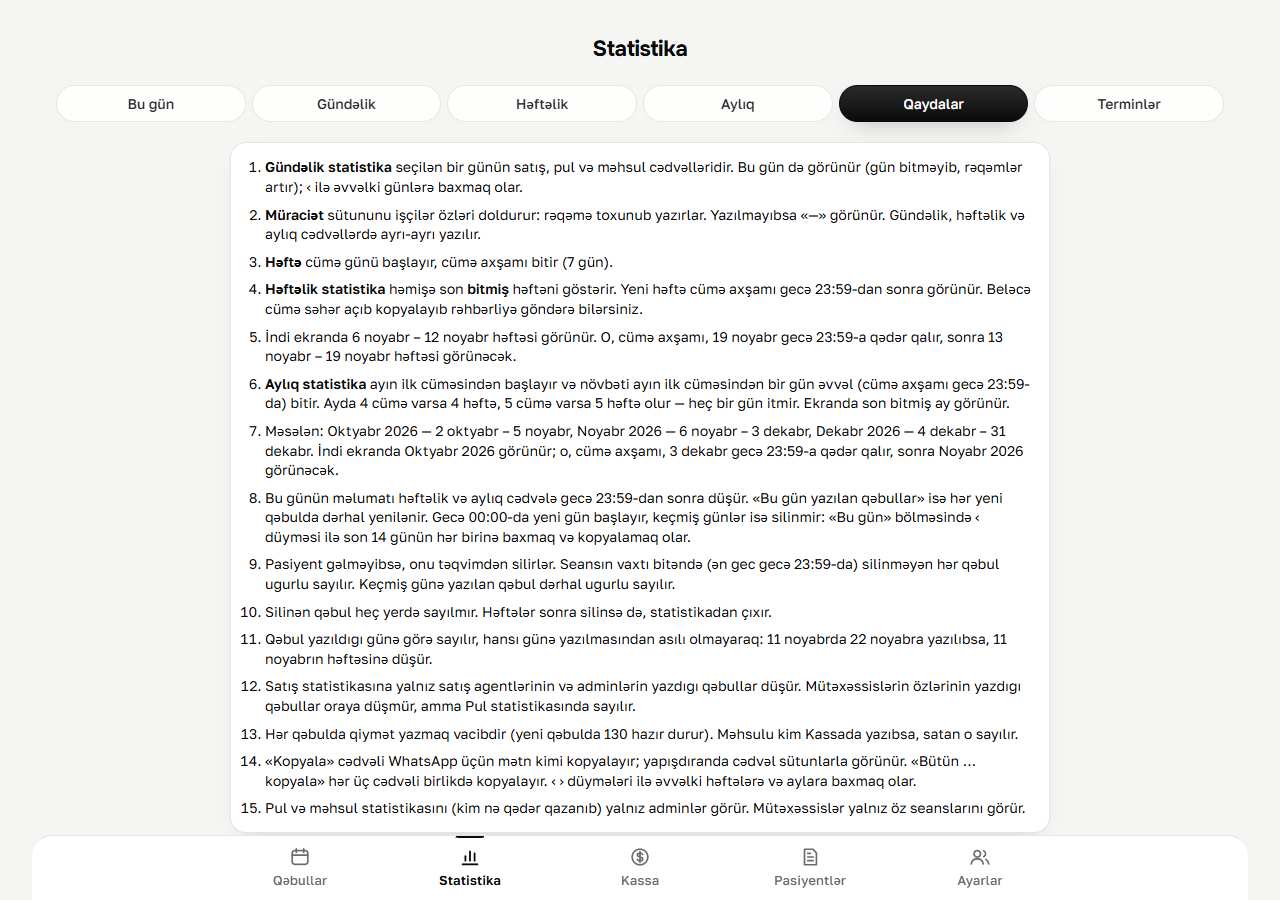 Statistika
Bu gün
Gündəlik
Həftəlik
Aylıq
Qaydalar
Terminlər
1. Gündəlik statistika seçilən bir günün satış, pul və məhsul cədvəlləridir. Bu gün də görünür (gün bitməyib, rəqəmlər
artır); ‹ ilə əvvəlki günlərə baxmaq olar.
2. Müraciət sütununu işçilər özləri doldurur: rəqəmə toxunub yazırlar. Yazılmayıbsa «—» görünür. Gündəlik, həftəlik və
aylıq cədvəllərdə ayrı-ayrı yazılır.
3. Həftə cümə günü başlayır, cümə axşamı bitir (7 gün).
4. Həftəlik statistika həmişə son bitmiş həftəni göstərir. Yeni həftə cümə axşamı gecə 23:59-dan sonra görünür. Beləcə
cümə səhər açıb kopyalayıb rəhbərliyə göndərə bilərsiniz.
5. İndi ekranda 6 noyabr – 12 noyabr həftəsi görünür. O, cümə axşamı, 19 noyabr gecə 23:59-a qədər qalır, sonra 13
noyabr – 19 noyabr həftəsi görünəcək.
6. Aylıq statistika ayın ilk cüməsindən başlayır və növbəti ayın ilk cüməsindən bir gün əvvəl (cümə axşamı gecə 23:59-
da) bitir. Ayda 4 cümə varsa 4 həftə, 5 cümə varsa 5 həftə olur — heç bir gün itmir. Ekranda son bitmiş ay görünür.
7. Məsələn: Oktyabr 2026 — 2 oktyabr – 5 noyabr, Noyabr 2026 — 6 noyabr – 3 dekabr, Dekabr 2026 — 4 dekabr – 31
dekabr. İndi ekranda Oktyabr 2026 görünür; o, cümə axşamı, 3 dekabr gecə 23:59-a qədər qalır, sonra Noyabr 2026
görünəcək.
8. Bu günün məlumatı həftəlik və aylıq cədvələ gecə 23:59-dan sonra düşür. «Bu gün yazılan qəbullar» isə hər yeni
qəbulda dərhal yenilənir. Gecə 00:00-da yeni gün başlayır, keçmiş günlər isə silinmir: «Bu gün» bölməsində ‹
düyməsi ilə son 14 günün hər birinə baxmaq və kopyalamaq olar.
9. Pasiyent gəlməyibsə, onu təqvimdən silirlər. Seansın vaxtı bitəndə (ən gec gecə 23:59-da) silinməyən hər qəbul
uğurlu sayılır. Keçmiş günə yazılan qəbul dərhal uğurlu sayılır.
10. Silinən qəbul heç yerdə sayılmır. Həftələr sonra silinsə də, statistikadan çıxır.
11. Qəbul yazıldığı günə görə sayılır, hansı günə yazılmasından asılı olmayaraq: 11 noyabrda 22 noyabra yazılıbsa, 11
noyabrın həftəsinə düşür.
12. Satış statistikasına yalnız satış agentlərinin və adminlərin yazdığı qəbullar düşür. Mütəxəssislərin özlərinin yazdığı
qəbullar oraya düşmür, amma Pul statistikasında sayılır.
13. Hər qəbulda qiymət yazmaq vacibdir (yeni qəbulda 130 hazır durur). Məhsulu kim Kassada yazıbsa, satan o sayılır.
14. «Kopyala» cədvəli WhatsApp üçün mətn kimi kopyalayır; yapışdıranda cədvəl sütunlarla görünür. «Bütün ...
kopyala» hər üç cədvəli birlikdə kopyalayır. ‹ › düymələri ilə əvvəlki həftələrə və aylara baxmaq olar.
15. Pul və məhsul statistikasını (kim nə qədər qazanıb) yalnız adminlər görür. Mütəxəssislər yalnız öz seanslarını görür.
Qəbullar
Statistika
Kassa
Pasiyentlər
Ayarlar